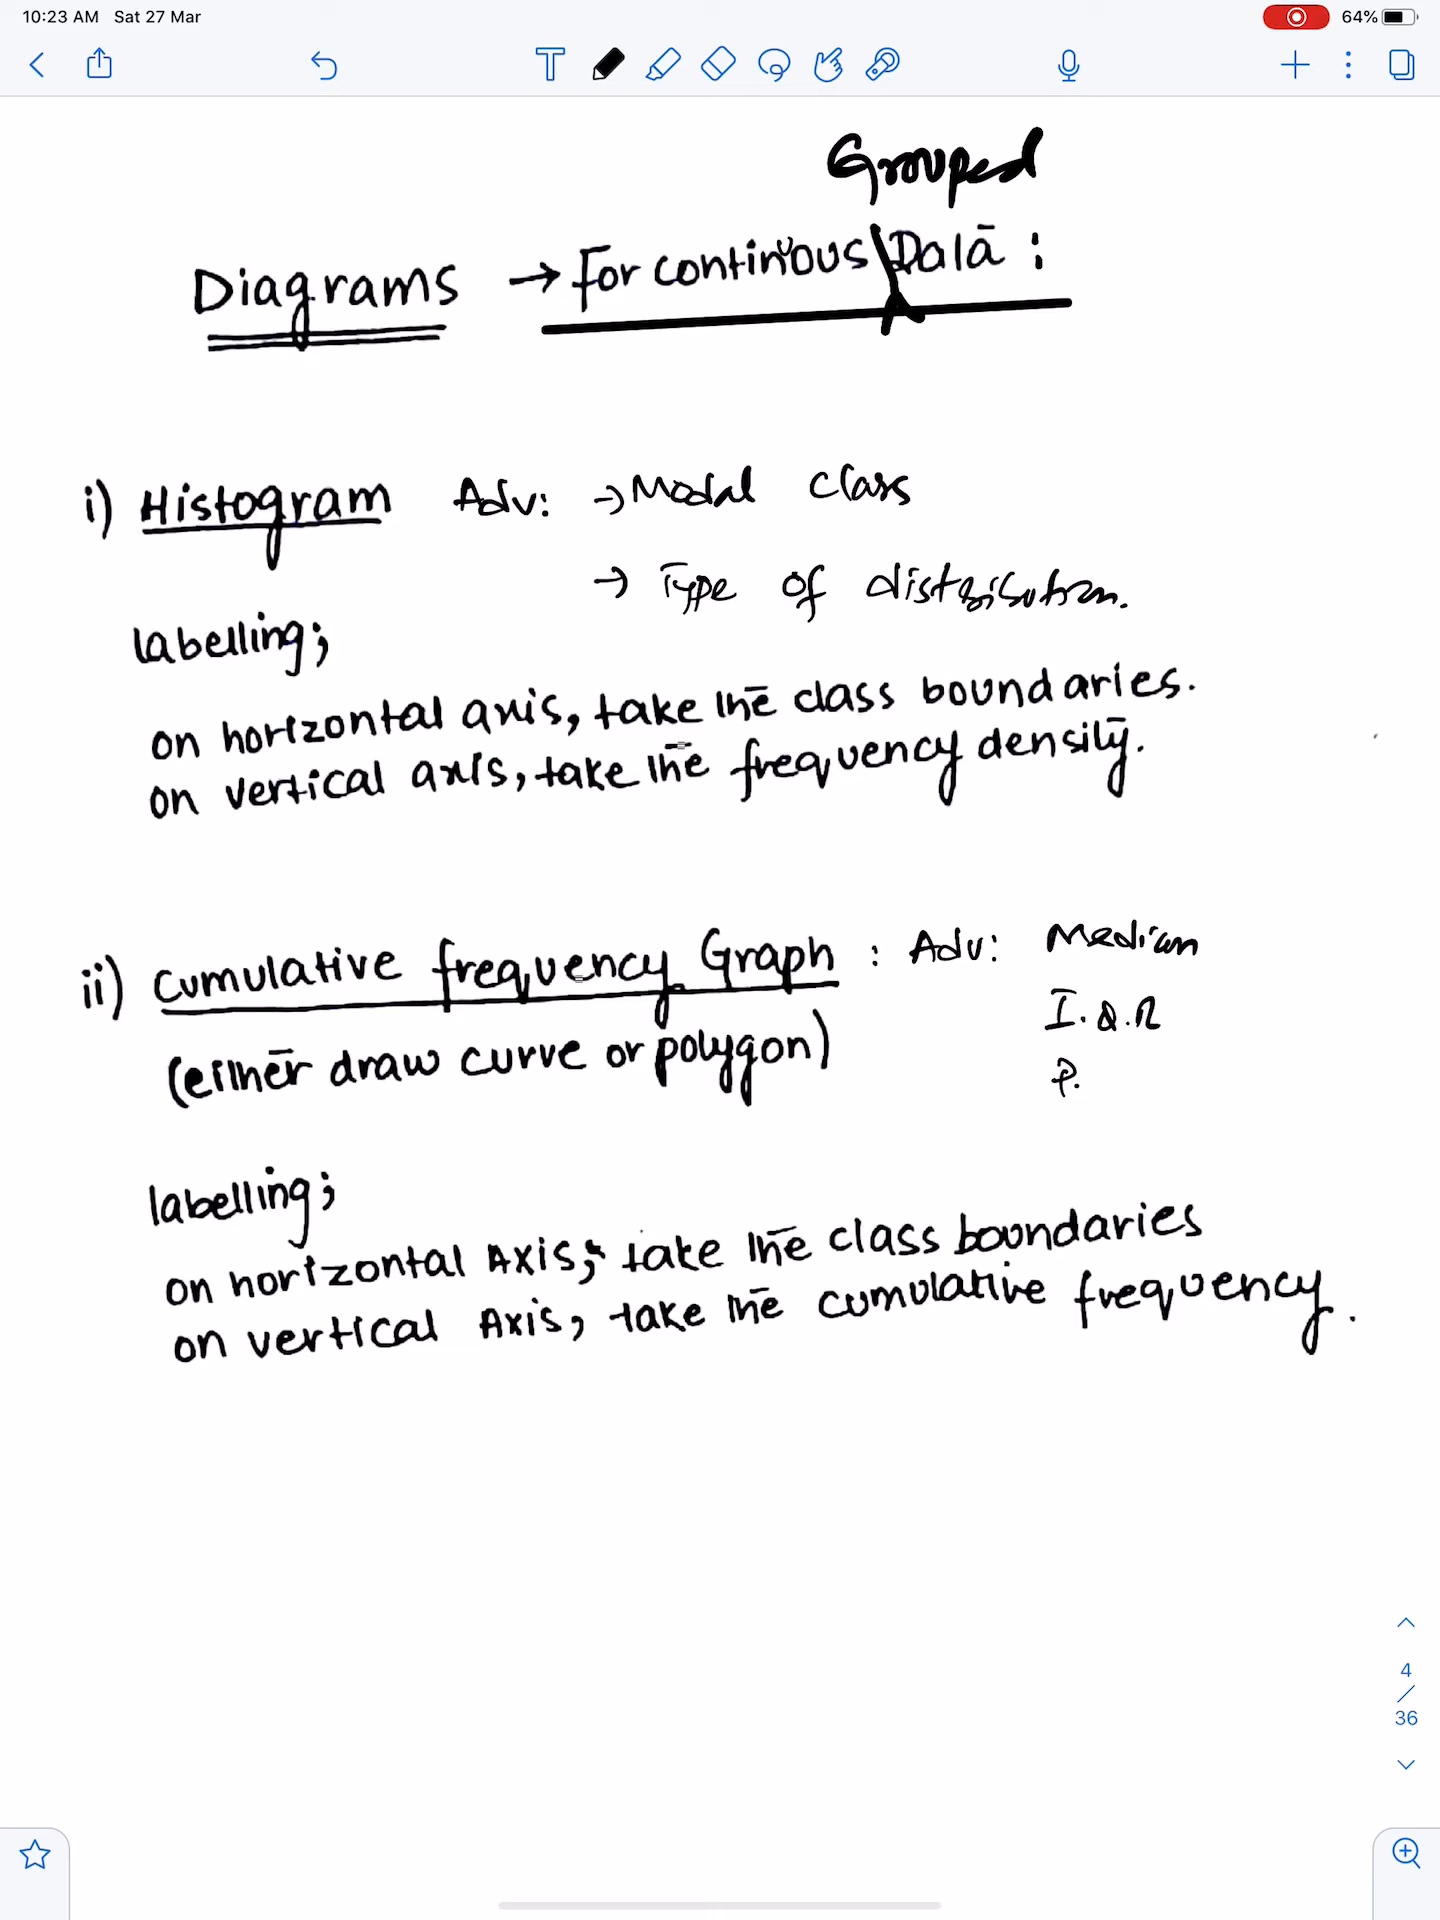 10:23 AM Sat 27 Mar
64%
Grouped
Diagrams → For continuous Data :
i) Histogram Adv: → Modal class
→ Type of distribution.
labelling;
on horizontal axis, take the class boundaries.
on vertical axis, take the frequency density.
ii) cumulative frequency Graph : Adv: Median
I.Q.R
(either draw curve or polygon)
P.
labelling;
on horizontal Axis; take the class boundaries
on vertical Axis, take the cumulative frequency.
4
/
36